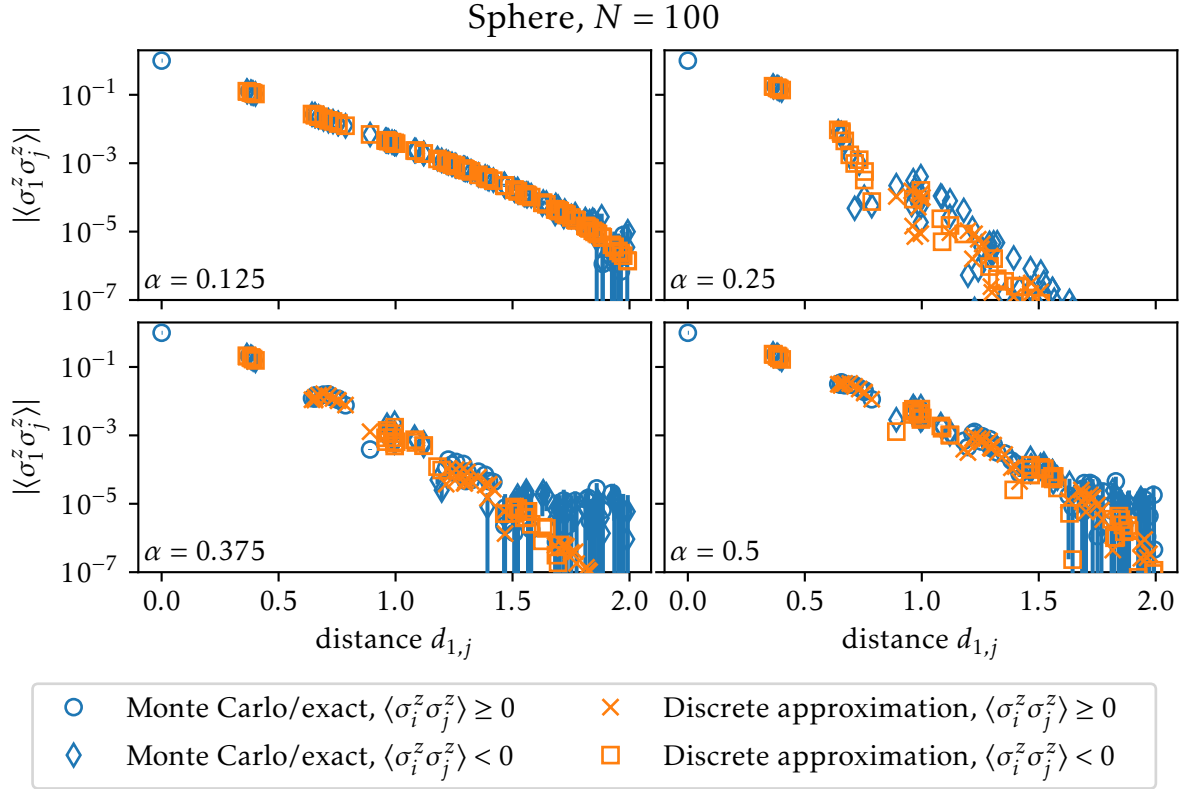 Sphere, N = 100
|⟨σ₁ᶻσⱼᶻ⟩|
10⁻¹
10⁻³
10⁻⁵
10⁻⁷
α = 0.125
α = 0.25
|⟨σ₁ᶻσⱼᶻ⟩|
10⁻¹
10⁻³
10⁻⁵
10⁻⁷
α = 0.375
α = 0.5
0.0 0.5 1.0 1.5 2.0
0.0 0.5 1.0 1.5 2.0
distance d₁,ⱼ
distance d₁,ⱼ
Monte Carlo/exact, ⟨σᵢᶻσⱼᶻ⟩ ≥ 0
Monte Carlo/exact, ⟨σᵢᶻσⱼᶻ⟩ < 0
Discrete approximation, ⟨σᵢᶻσⱼᶻ⟩ ≥ 0
Discrete approximation, ⟨σᵢᶻσⱼᶻ⟩ < 0